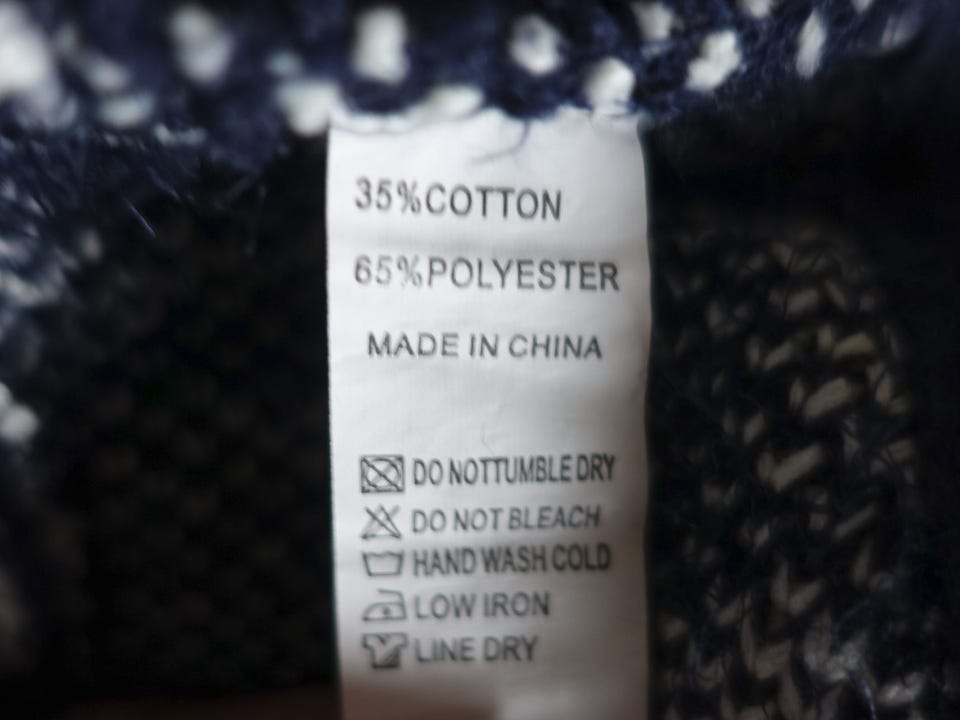 35%COTTON
65%POLYESTER
MADE IN CHINA
DO NOTTUMBLE DRY
DO NOT BLEACH
HAND WASH COLD
LOW IRON
LINE DRY